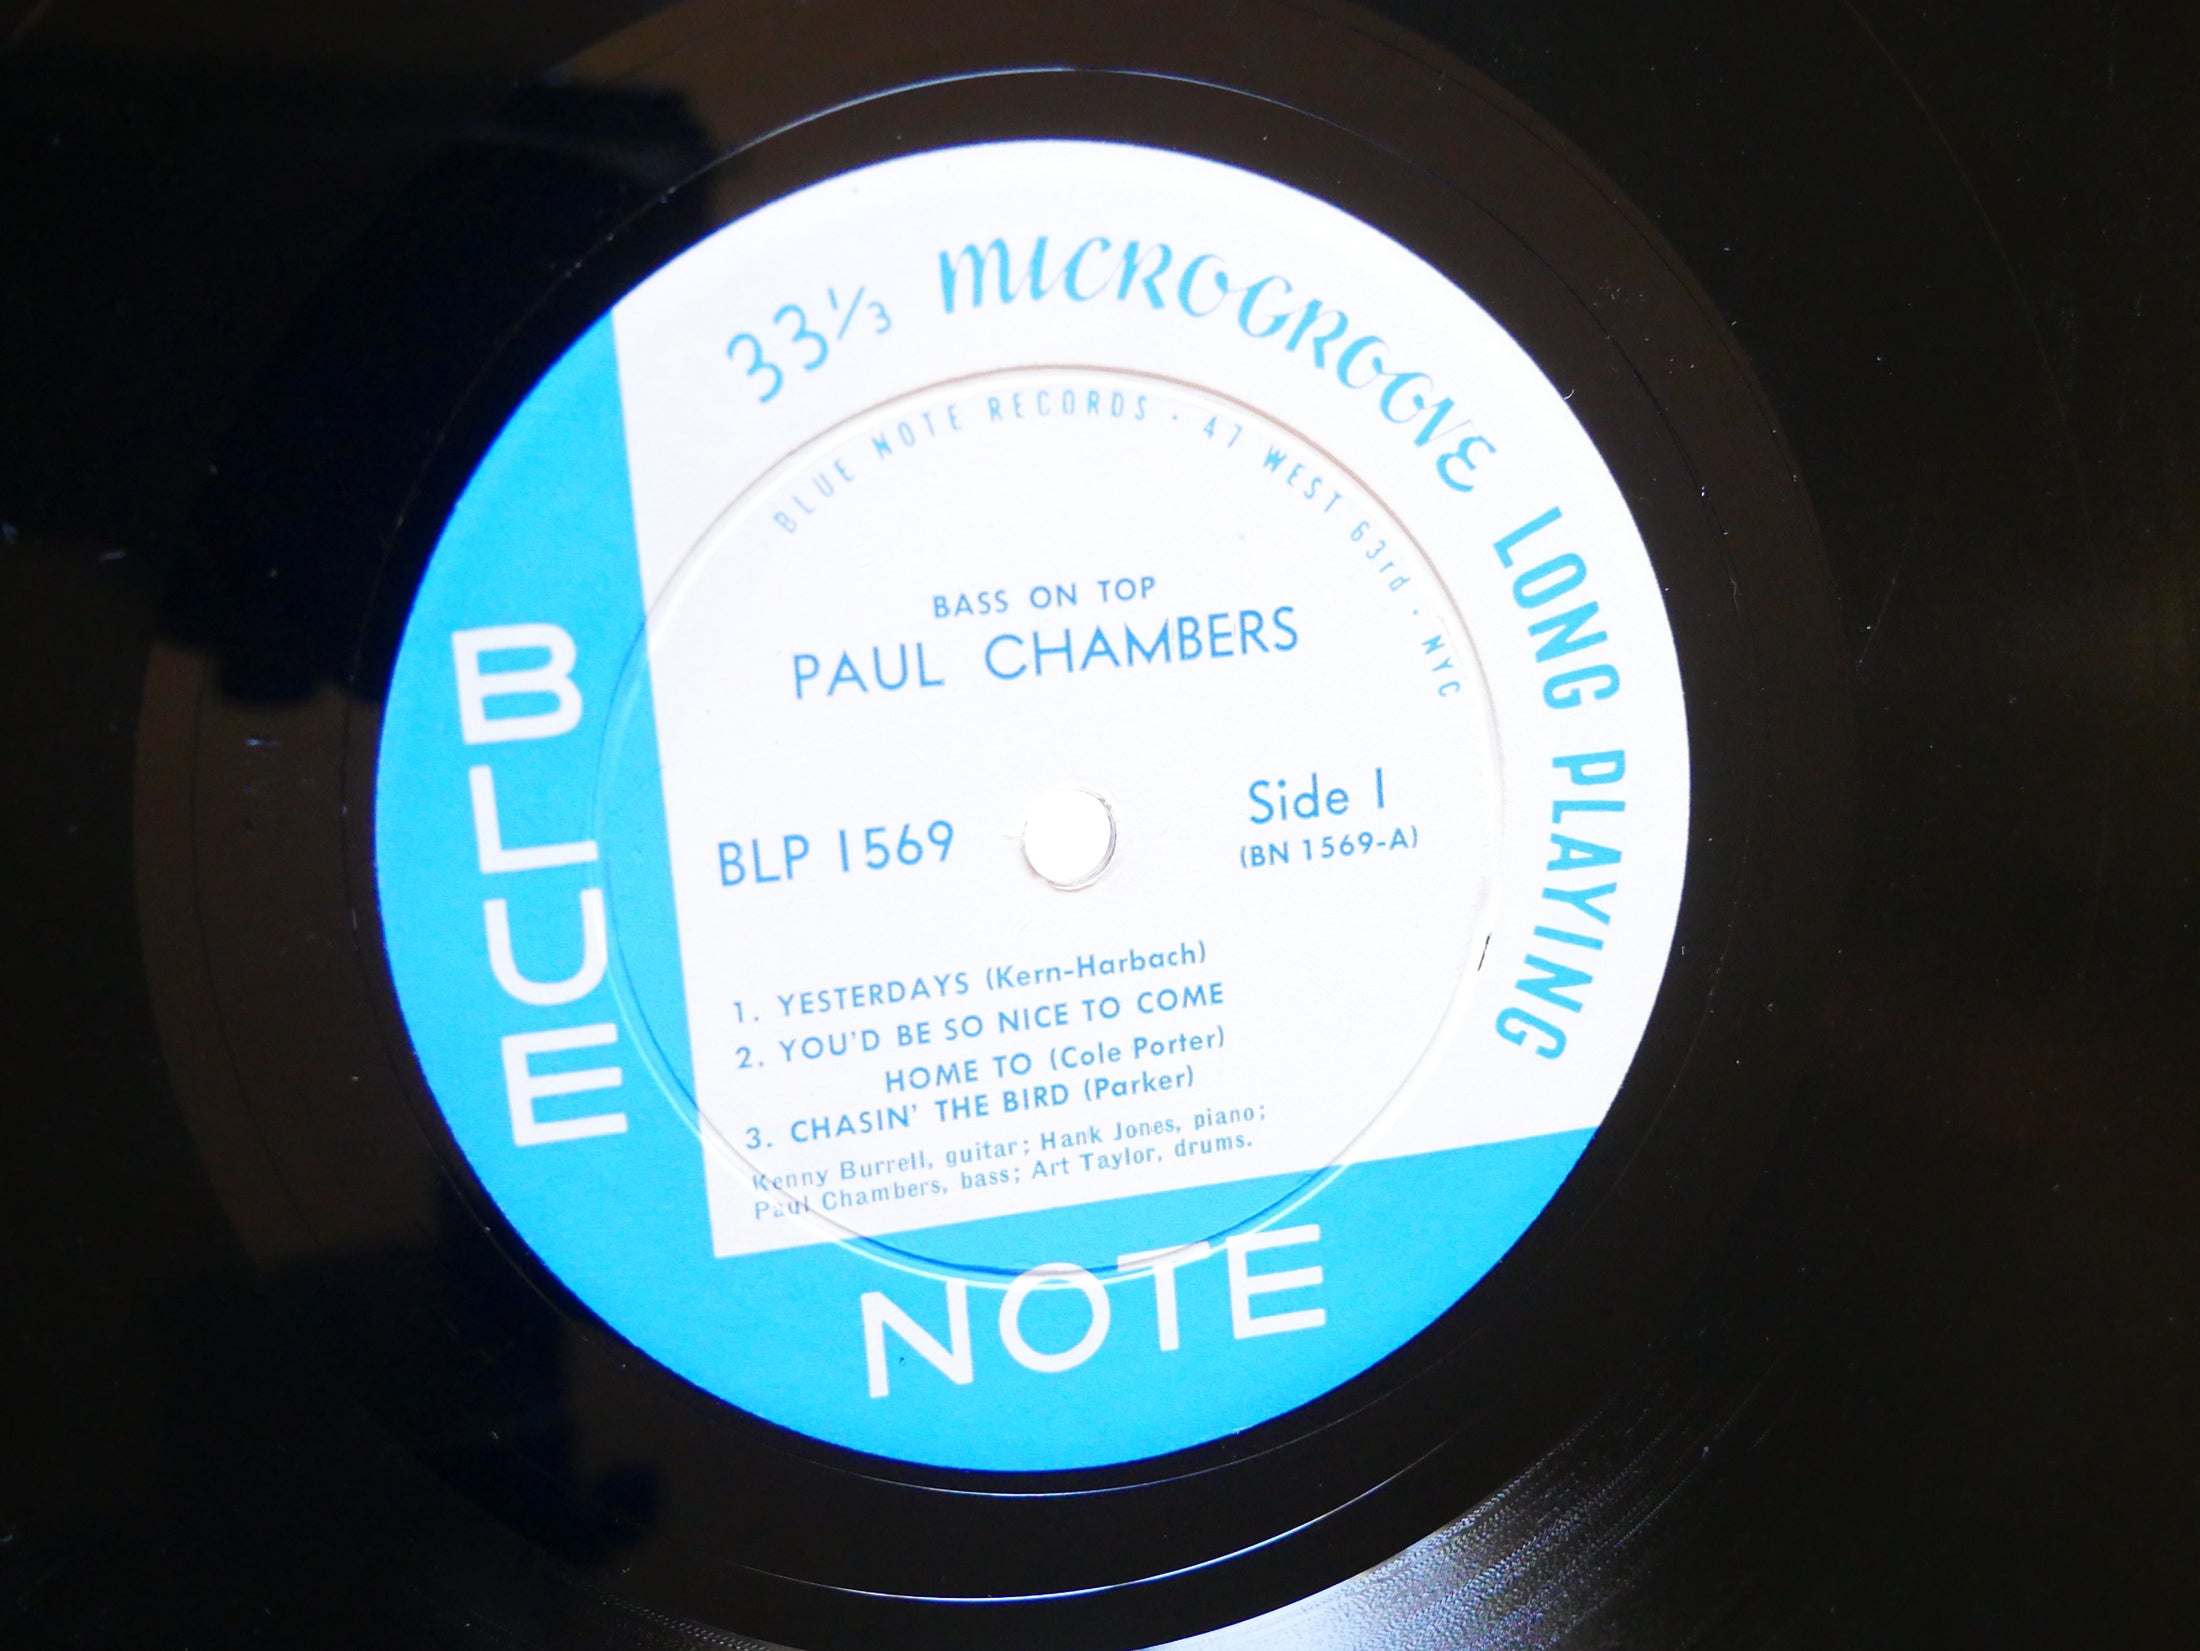 33⅓ MICROGROOVE LONG PLAYING
BLUE NOTE RECORDS · 47 WEST 63rd · NYC
BASS ON TOP
PAUL CHAMBERS
BLP 1569
Side 1
(BN 1569-A)
1. YESTERDAYS (Kern-Harbach)
2. YOU'D BE SO NICE TO COME
HOME TO (Cole Porter)
3. CHASIN' THE BIRD (Parker)
Kenny Burrell, guitar; Hank Jones, piano;
Paul Chambers, bass; Art Taylor, drums.
BLUE
NOTE